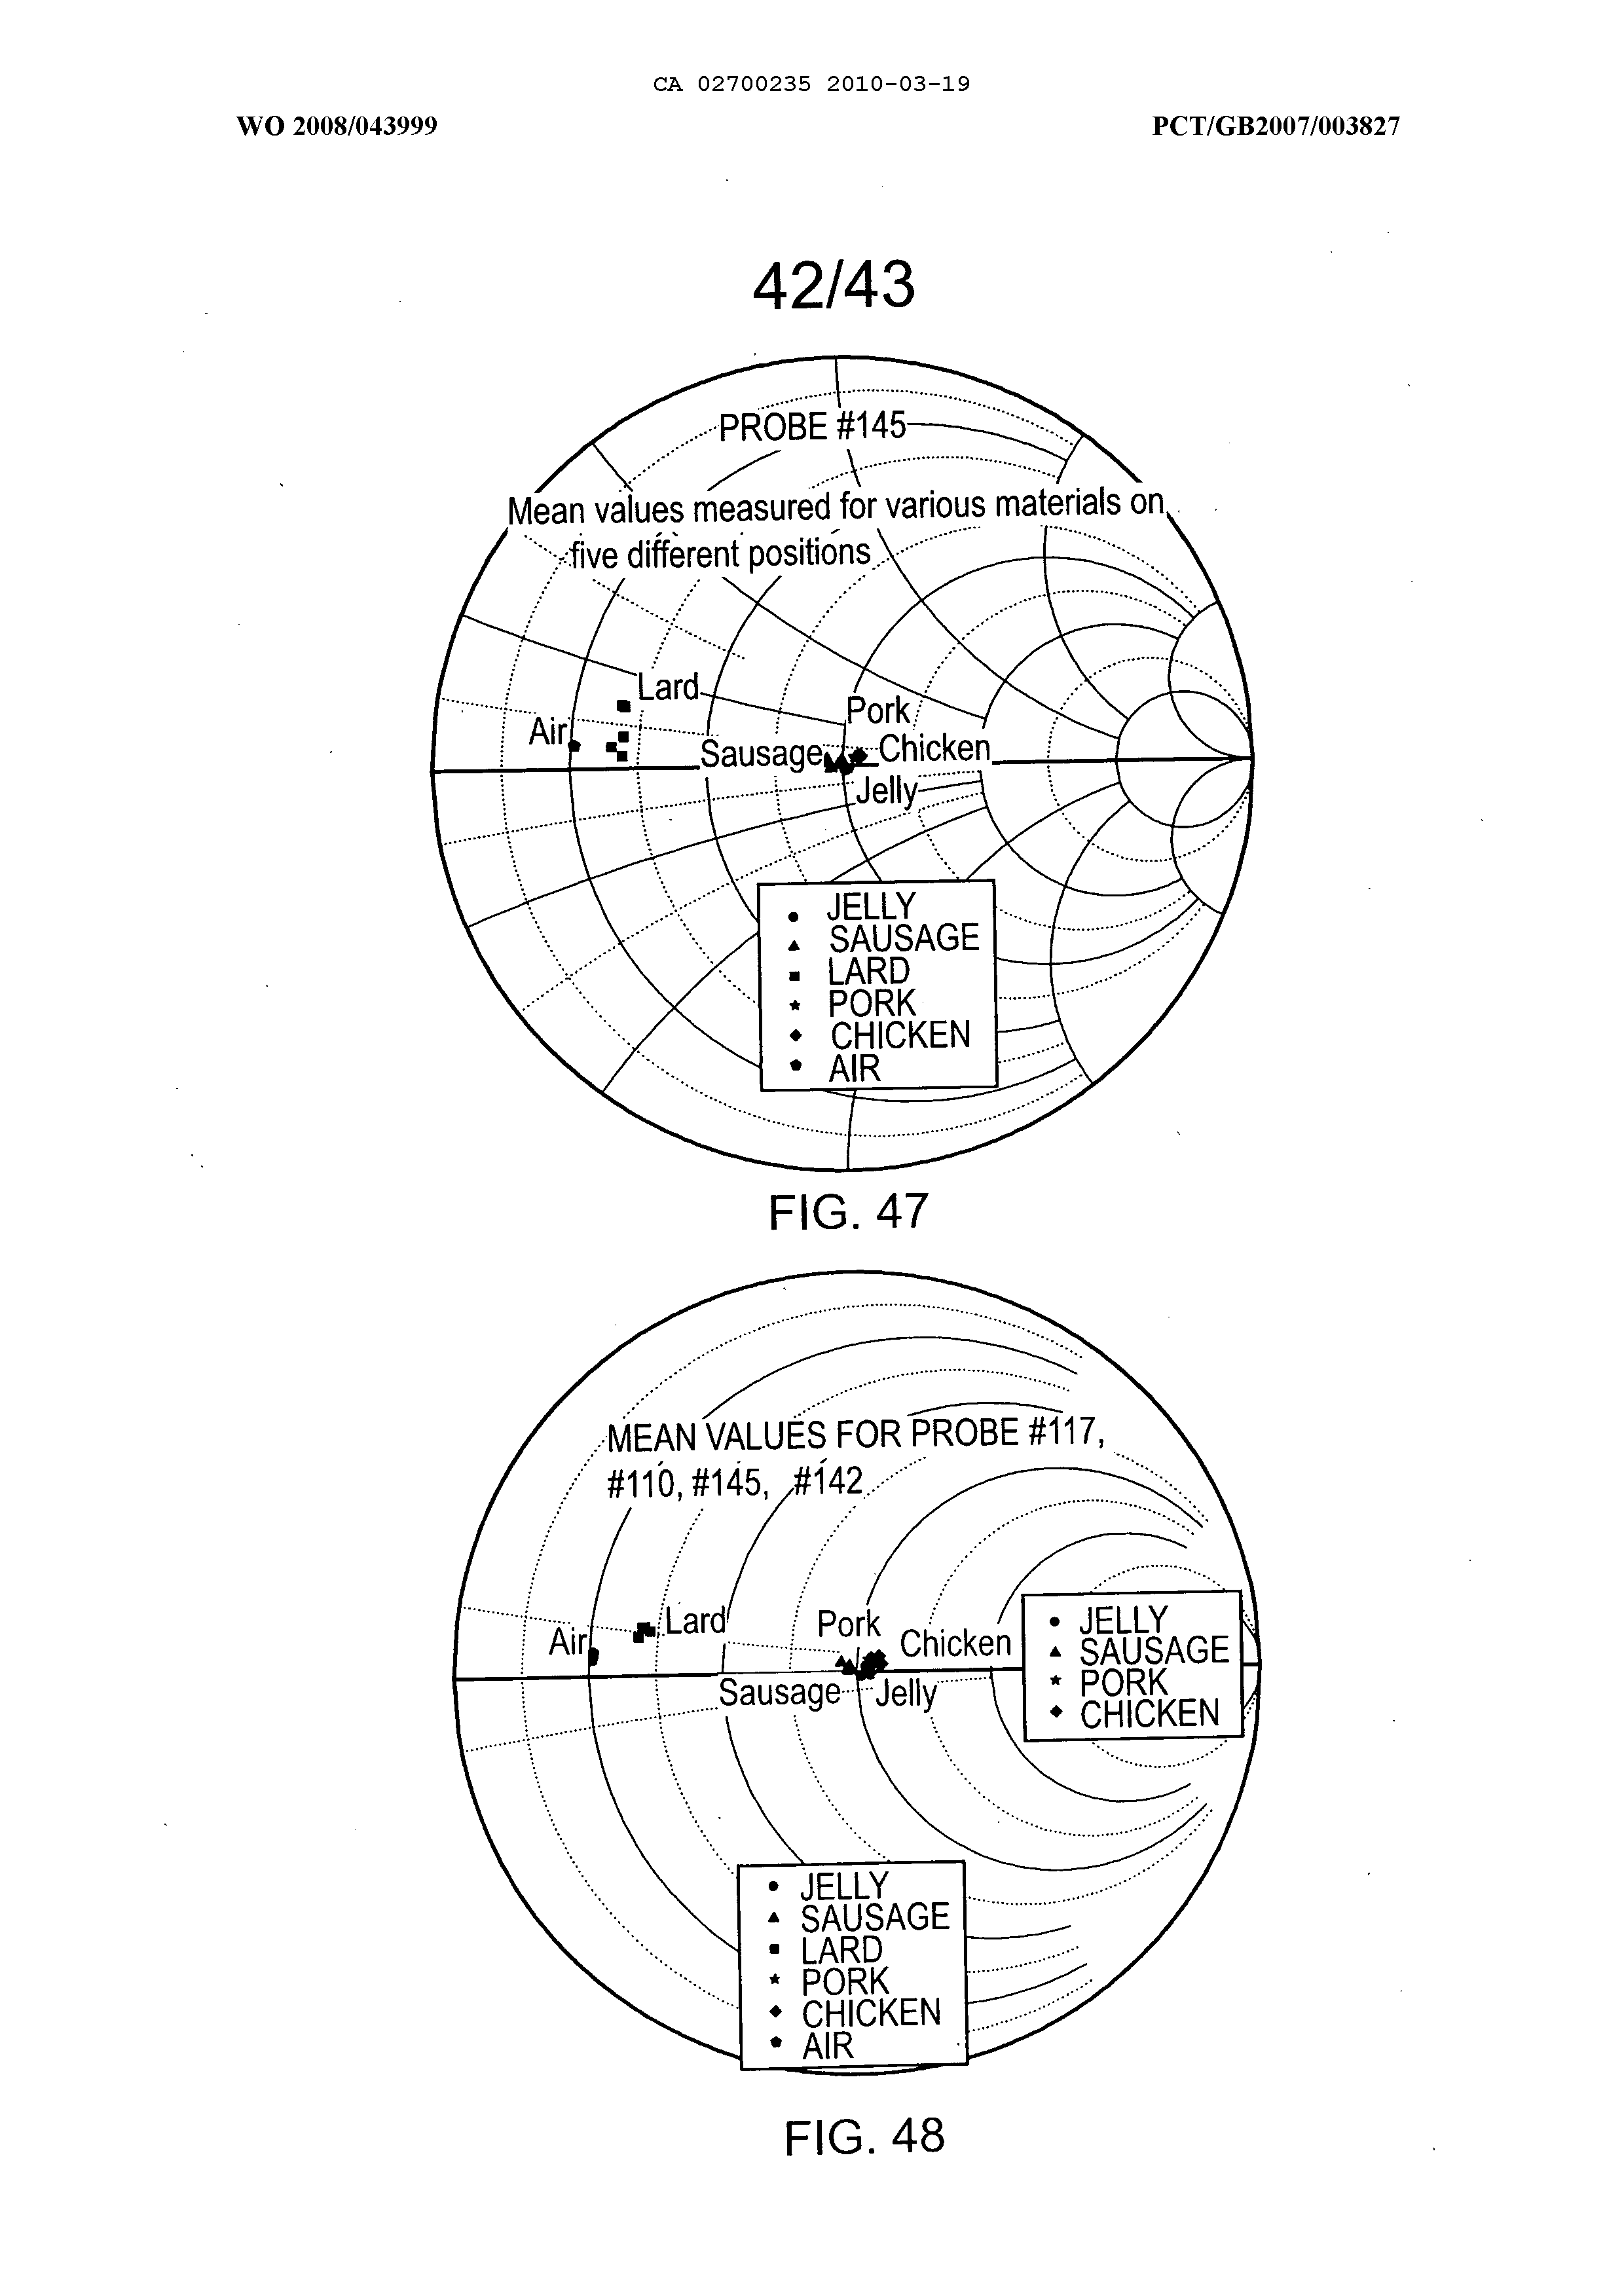 CA 02700235 2010-03-19
WO 2008/043999 PCT/GB2007/003827
42/43
PROBE #145
Mean values measured for various materials on
five different positions
Lard
Pork
Air
Sausage
Chicken
Jelly
JELLY
SAUSAGE
LARD
PORK
CHICKEN
AIR
FIG. 47
MEAN VALUES FOR PROBE #117,
#110, #145, #142
Lard
Pork
Air
Chicken
Sausage
Jelly
JELLY
SAUSAGE
PORK
CHICKEN
JELLY
SAUSAGE
LARD
PORK
CHICKEN
AIR
FIG. 48